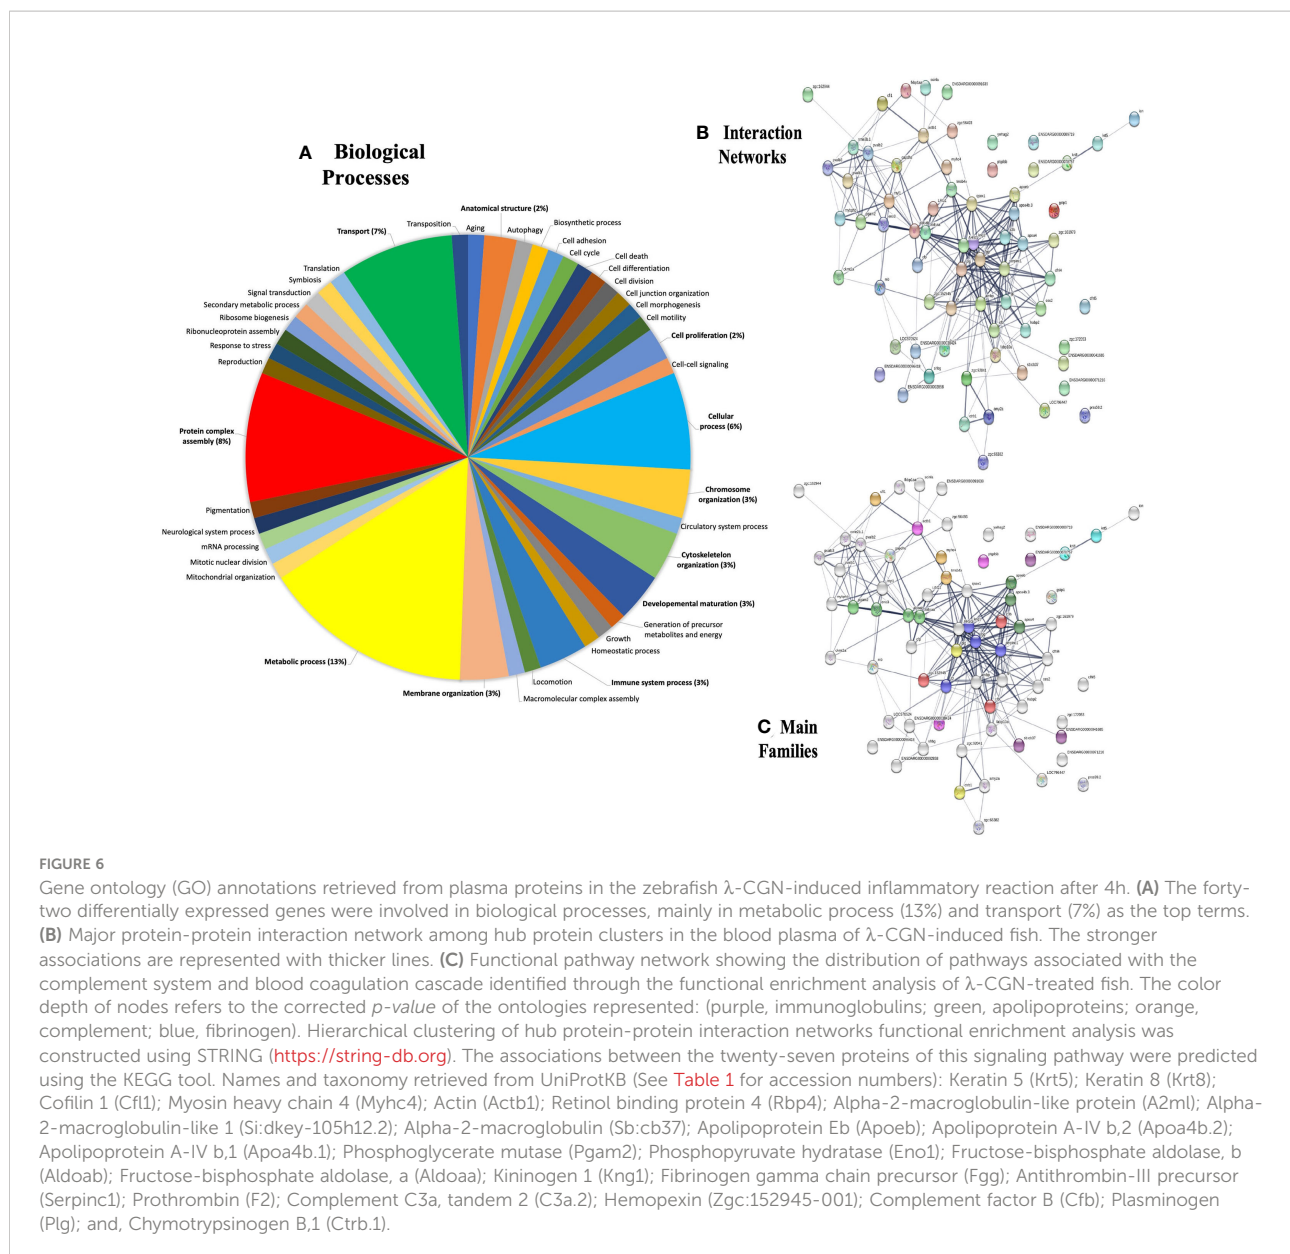 A Biological
Processes
Transposition
Aging
Anatomical structure (2%)
Autophagy
Biosynthetic process
Cell adhesion
Cell cycle
Cell death
Cell differentiation
Cell division
Cell junction organization
Cell morphogenesis
Cell motility
Cell proliferation (2%)
Cell-cell signaling
Cellular
process (6%)
Chromosome
organization (3%)
Circulatory system process
Cytoskeletelon
organization (3%)
Developmental maturation (3%)
Generation of precursor
metabolites and energy
Growth
Homeostatic process
Immune system process (3%)
Locomotion
Macromolecular complex assembly
Membrane organization (3%)
Metabolic process (13%)
Mitochondrial organization
Mitotic nuclear division
mRNA processing
Neurological system process
Pigmentation
Protein complex
assembly (8%)
Reproduction
Response to stress
Ribonucleoprotein assembly
Ribosome biogenesis
Secondary metabolic process
Signal transduction
Symbiosis
Translation
Transport (7%)
B Interaction
Networks
C Main
Families
FIGURE 6
Gene ontology (GO) annotations retrieved from plasma proteins in the zebrafish λ-CGN-induced inflammatory reaction after 4h. (A) The forty-
two differentially expressed genes were involved in biological processes, mainly in metabolic process (13%) and transport (7%) as the top terms.
(B) Major protein-protein interaction network among hub protein clusters in the blood plasma of λ-CGN-induced fish. The stronger
associations are represented with thicker lines. (C) Functional pathway network showing the distribution of pathways associated with the
complement system and blood coagulation cascade identified through the functional enrichment analysis of λ-CGN-treated fish. The color
depth of nodes refers to the corrected p-value of the ontologies represented: (purple, immunoglobulins; green, apolipoproteins; orange,
complement; blue, fibrinogen). Hierarchical clustering of hub protein-protein interaction networks functional enrichment analysis was
constructed using STRING (https://string-db.org). The associations between the twenty-seven proteins of this signaling pathway were predicted
using the KEGG tool. Names and taxonomy retrieved from UniProtKB (See Table 1 for accession numbers): Keratin 5 (Krt5); Keratin 8 (Krt8);
Cofilin 1 (Cfl1); Myosin heavy chain 4 (Myhc4); Actin (Actb1); Retinol binding protein 4 (Rbp4); Alpha-2-macroglobulin-like protein (A2ml); Alpha-
2-macroglobulin-like 1 (Si:dkey-105h12.2); Alpha-2-macroglobulin (Sb:cb37); Apolipoprotein Eb (Apoeb); Apolipoprotein A-IV b,2 (Apoa4b.2);
Apolipoprotein A-IV b,1 (Apoa4b.1); Phosphoglycerate mutase (Pgam2); Phosphopyruvate hydratase (Eno1); Fructose-bisphosphate aldolase, b
(Aldoab); Fructose-bisphosphate aldolase, a (Aldoaa); Kininogen 1 (Kng1); Fibrinogen gamma chain precursor (Fgg); Antithrombin-III precursor
(Serpinc1); Prothrombin (F2); Complement C3a, tandem 2 (C3a.2); Hemopexin (Zgc:152945-001); Complement factor B (Cfb); Plasminogen
(Plg); and, Chymotrypsinogen B,1 (Ctrb.1).